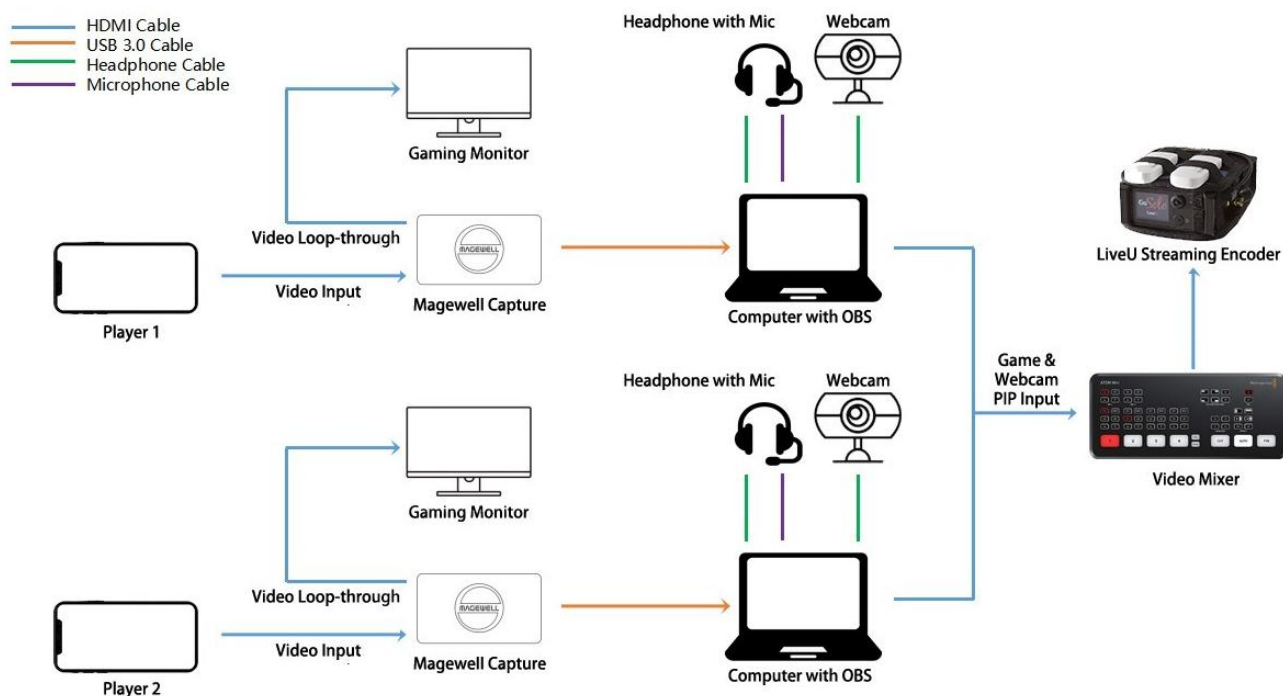 HDMI Cable
USB 3.0 Cable
Headphone Cable
Microphone Cable
Headphone with Mic
Webcam
Gaming Monitor
Video Loop-through
MAGEWELL
Video Input
Player 1
Magewell Capture
Computer with OBS
LiveU Streaming Encoder
Game &
Webcam
PIP Input
Video Mixer
Headphone with Mic
Webcam
Gaming Monitor
Video Loop-through
MAGEWELL
Video Input
Player 2
Magewell Capture
Computer with OBS